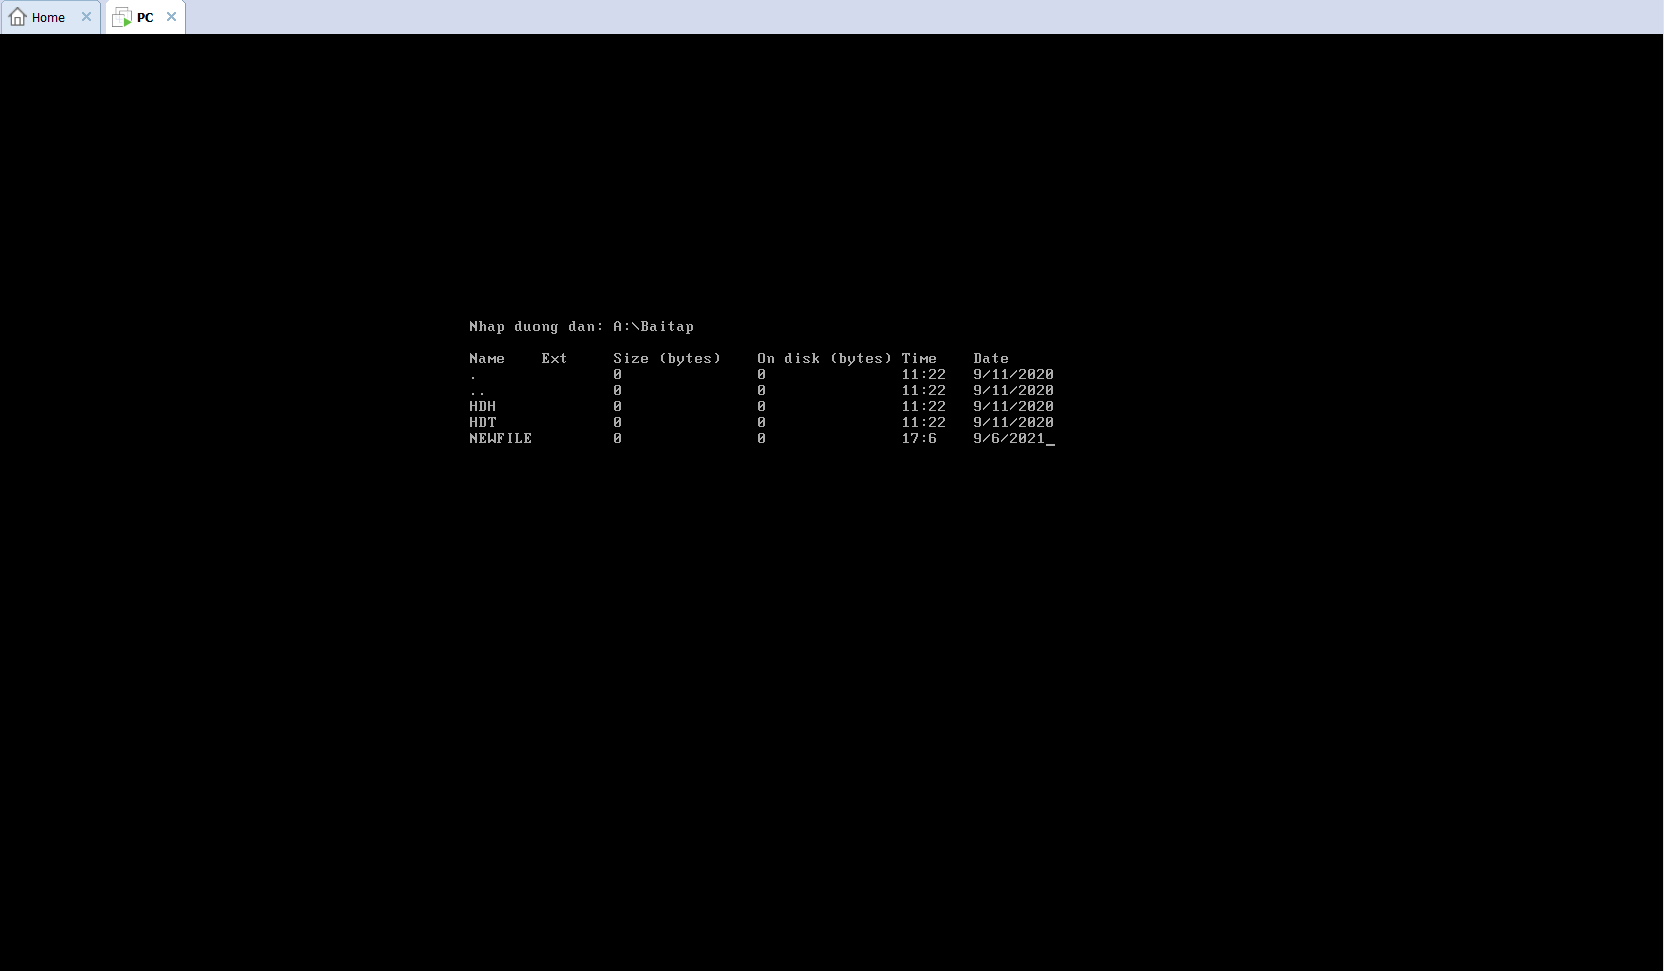 Home PC
Nhap duong dan: A:\Baitap
Name Ext Size (bytes) On disk (bytes) Time Date
. 0 0 11:22 9/11/2020
.. 0 0 11:22 9/11/2020
HDH 0 0 11:22 9/11/2020
HDT 0 0 11:22 9/11/2020
NEWFILE 0 0 17:6 9/6/2021_